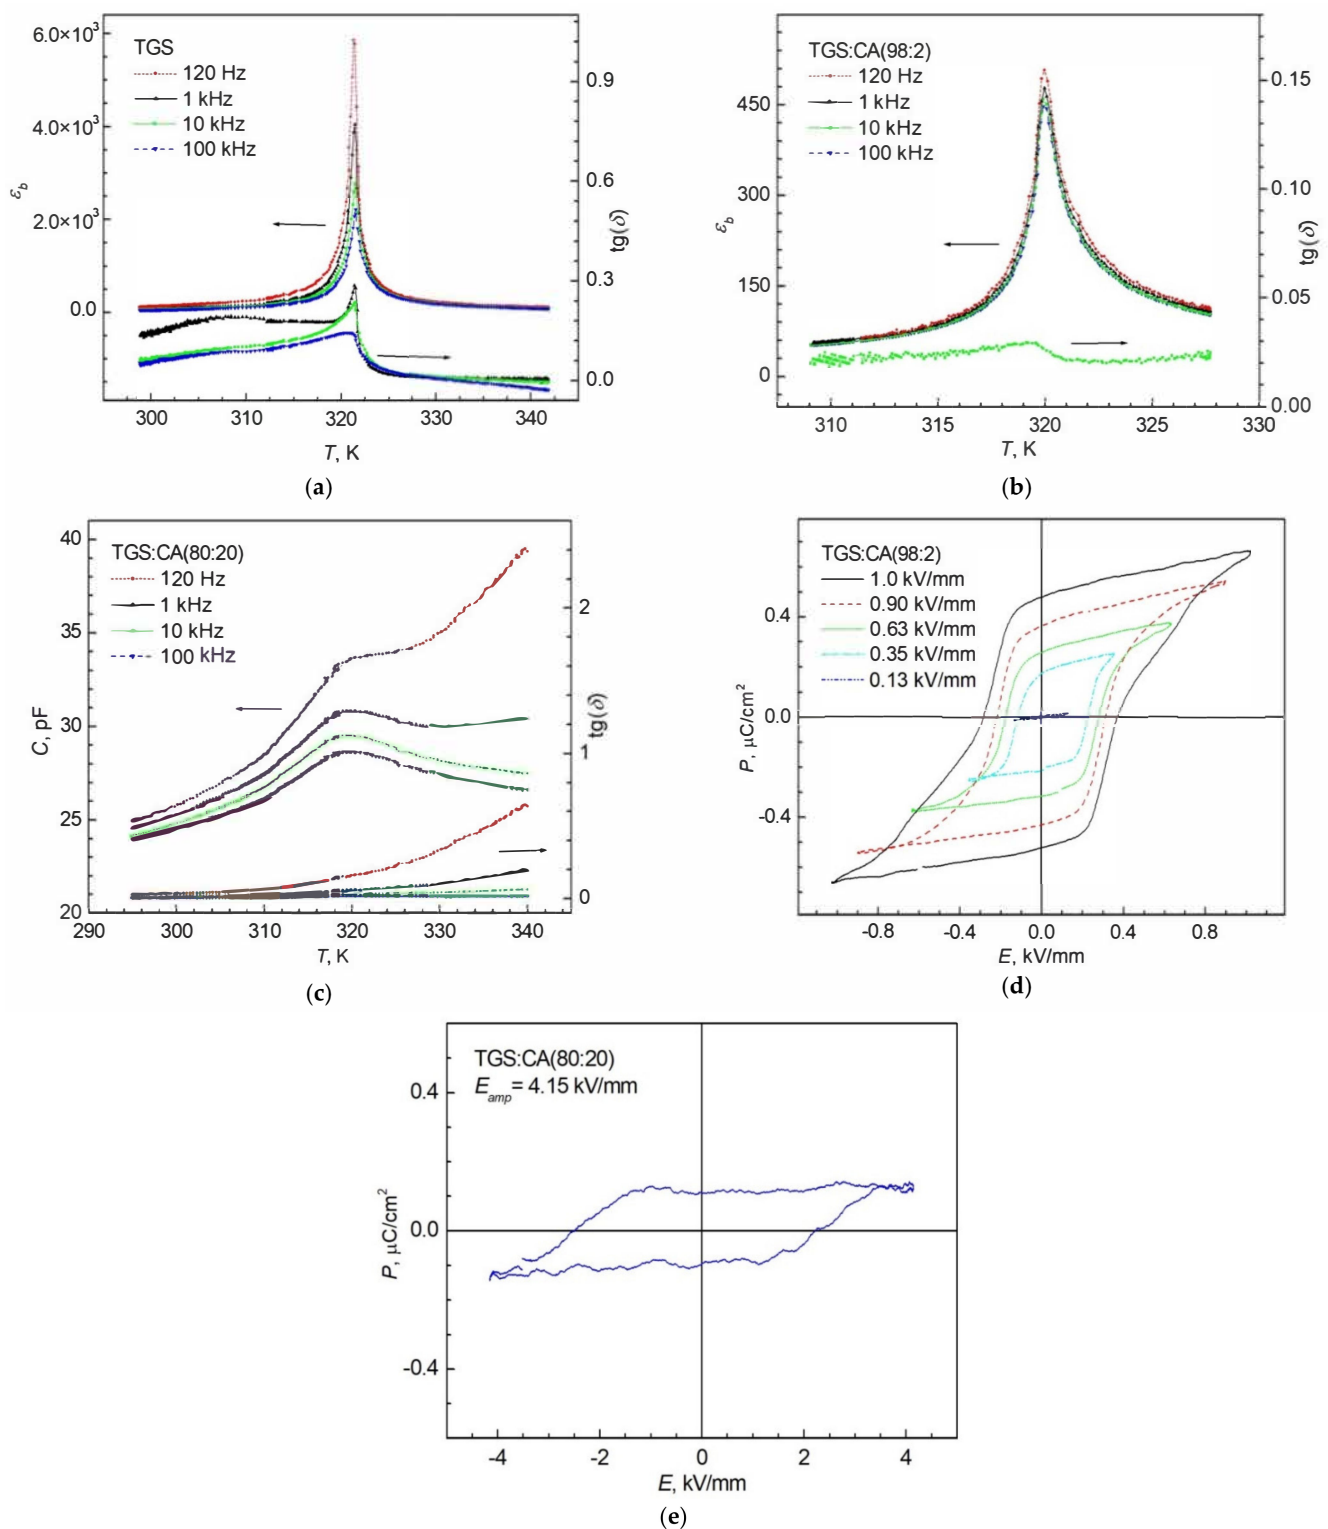 TGS
120 Hz
1 kHz
10 kHz
100 kHz
6.0×10³
4.0×10³
2.0×10³
0.0
εb
0.9
0.6
0.3
0.0
tg(δ)
300 310 320 330 340
T, K
(a)
TGS:CA(98:2)
120 Hz
1 kHz
10 kHz
100 kHz
450
300
150
0
εb
0.15
0.10
0.05
0.00
tg(δ)
310 315 320 325 330
T, K
(b)
TGS:CA(80:20)
120 Hz
1 kHz
10 kHz
100 kHz
40
35
30
25
20
C, pF
2
1
0
tg(δ)
290 300 310 320 330 340
T, K
(c)
TGS:CA(98:2)
1.0 kV/mm
0.90 kV/mm
0.63 kV/mm
0.35 kV/mm
0.13 kV/mm
0.4
0.0
-0.4
P, μC/cm²
-0.8 -0.4 0.0 0.4 0.8
E, kV/mm
(d)
TGS:CA(80:20)
Eamp= 4.15 kV/mm
0.4
0.0
-0.4
P, μC/cm²
-4 -2 0 2 4
E, kV/mm
(e)